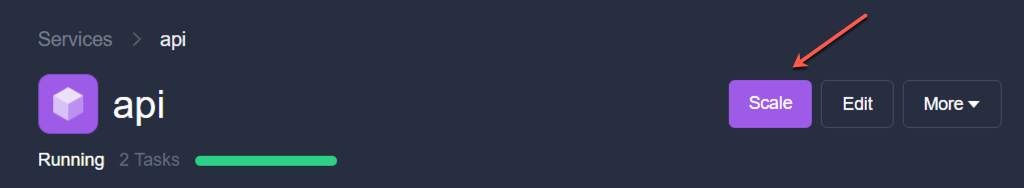 Services > api
api
Scale
Edit
More
Running 2 Tasks